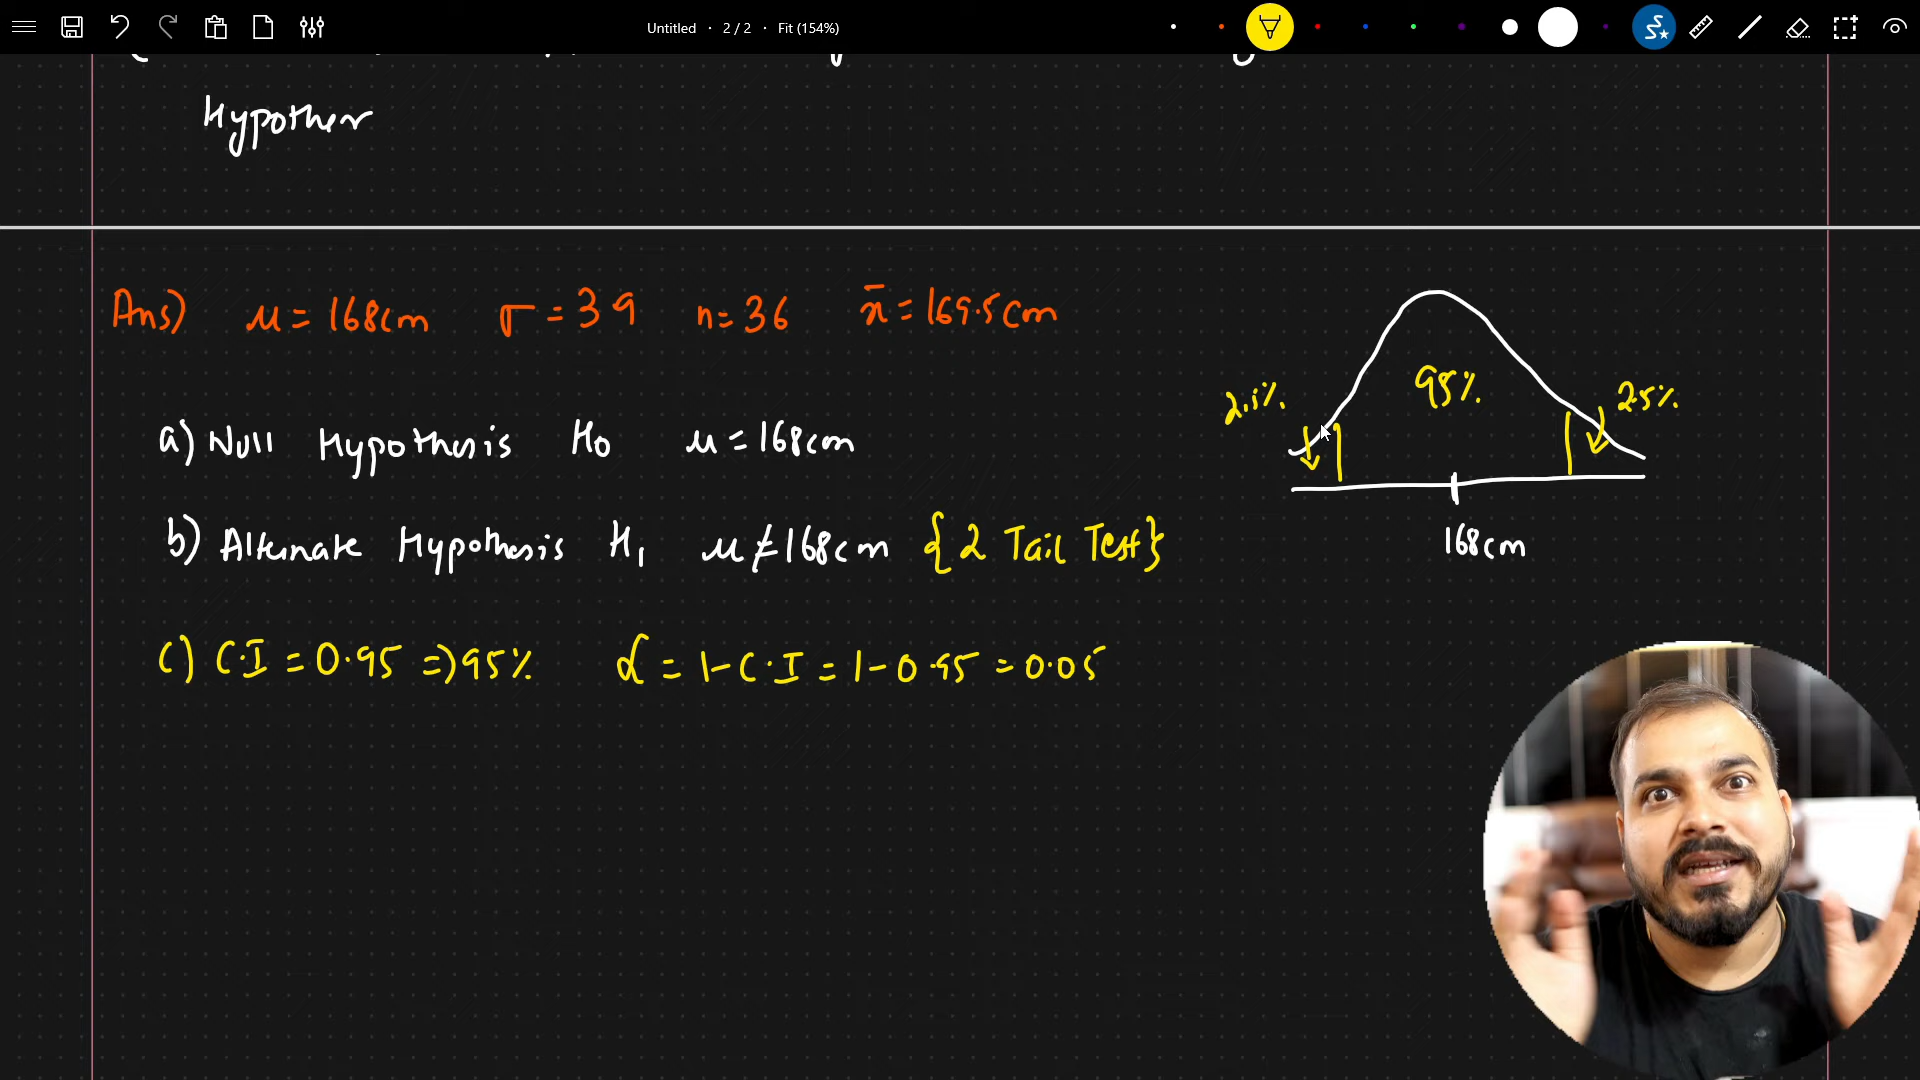 Untitled · 2 / 2 · Fit (154%)
Hypother
Ans) μ = 168cm σ = 3.9 n = 36 x̄ = 169.5cm
95%
2.5%
2.5%
a) Null Hypothesis H0 μ = 168cm
b) Alternate Hypothesis H1 μ ≠ 168cm {2 Tail Test}
168cm
c) C.I = 0.95 => 95% α = 1 - C.I = 1 - 0.95 = 0.05